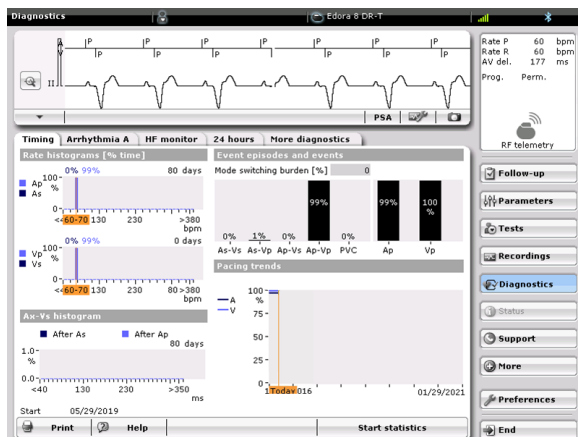 Diagnostics
Edora 8 DR-T
A P P P P P P
V P P P P P P
II
PSA
Rate P 60 bpm
Rate R 60 bpm
AV del. 177 ms
Prog. Perm.
RF telemetry
Timing Arrhythmia A HF monitor 24 hours More diagnostics
Rate histograms [% time]
0% 99% 80 days
Ap
As
100
%
0
<40 60-70 130 230 >380
bpm
0% 99% 0 days
Vp
Vs
100
%
0
<40 60-70 130 230 80 >380
bpm
Ax-Vs histogram
After As After Ap
80 days
1.0
%
0.0
<40 130 230 >350
ms
Start 05/29/2019
Event episodes and events
Mode switching burden [%] 0
0% 1% 0% 99% 0% 99% 100 %
As-Vs As-Vp Ap-Vs Ap-Vp PVC Ap Vp
Pacing trends
A
V
100
%
75
50
25
0
Today 016 01/29/2021
Follow-up
Parameters
Tests
Recordings
Diagnostics
Status
Support
More
Preferences
End
Print Help Start statistics